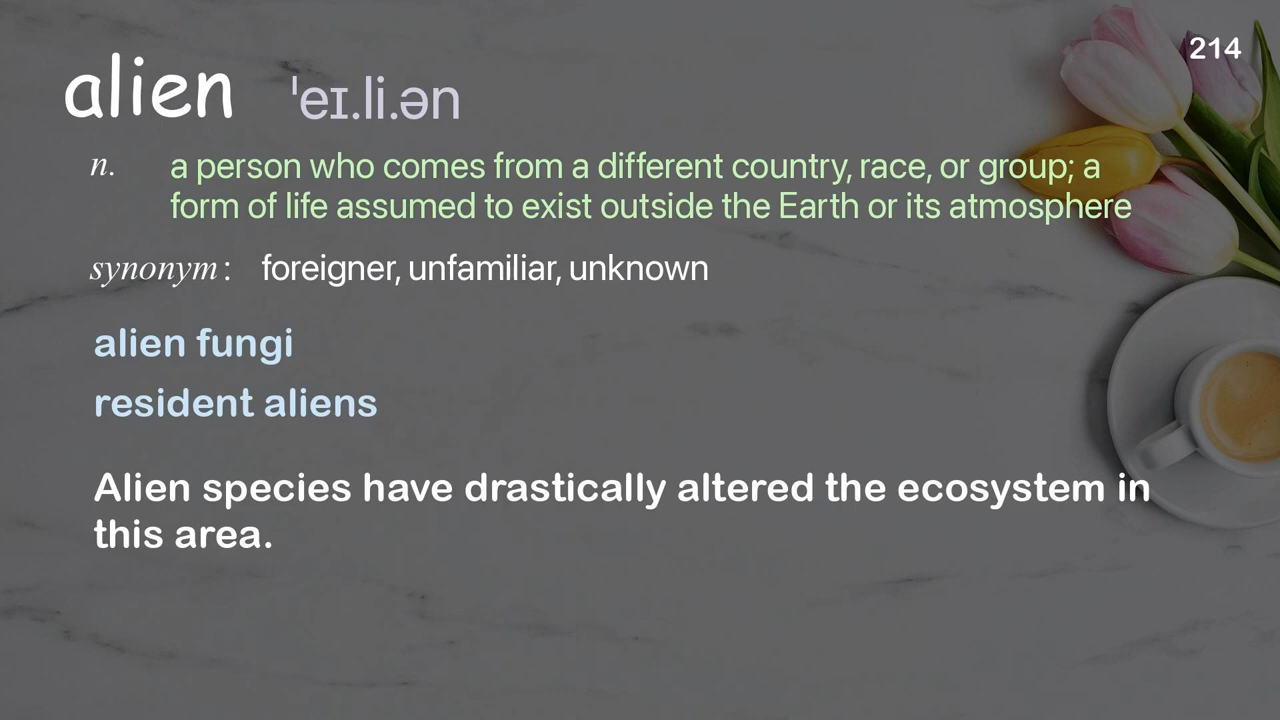 214
alien ˈeɪ.li.ən
n. a person who comes from a different country, race, or group; a
form of life assumed to exist outside the Earth or its atmosphere
synonym : foreigner, unfamiliar, unknown
alien fungi
resident aliens
Alien species have drastically altered the ecosystem in
this area.